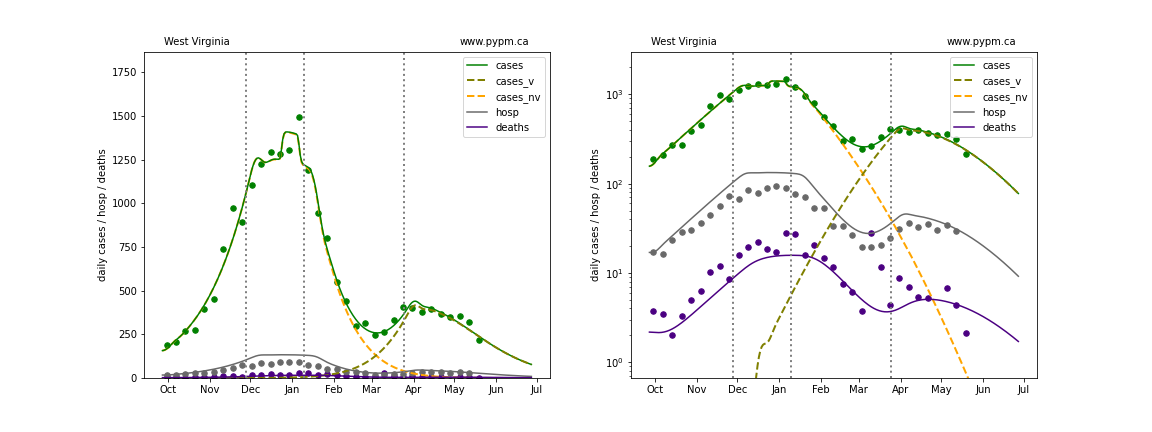 West Virginia www.pypm.ca
daily cases / hosp / deaths
1750
1500
1250
1000
750
500
250
0
Oct Nov Dec Jan Feb Mar Apr May Jun Jul
cases
cases_v
cases_nv
hosp
deaths
West Virginia www.pypm.ca
daily cases / hosp / deaths
10³
10²
10¹
10⁰
Oct Nov Dec Jan Feb Mar Apr May Jun Jul
cases
cases_v
cases_nv
hosp
deaths